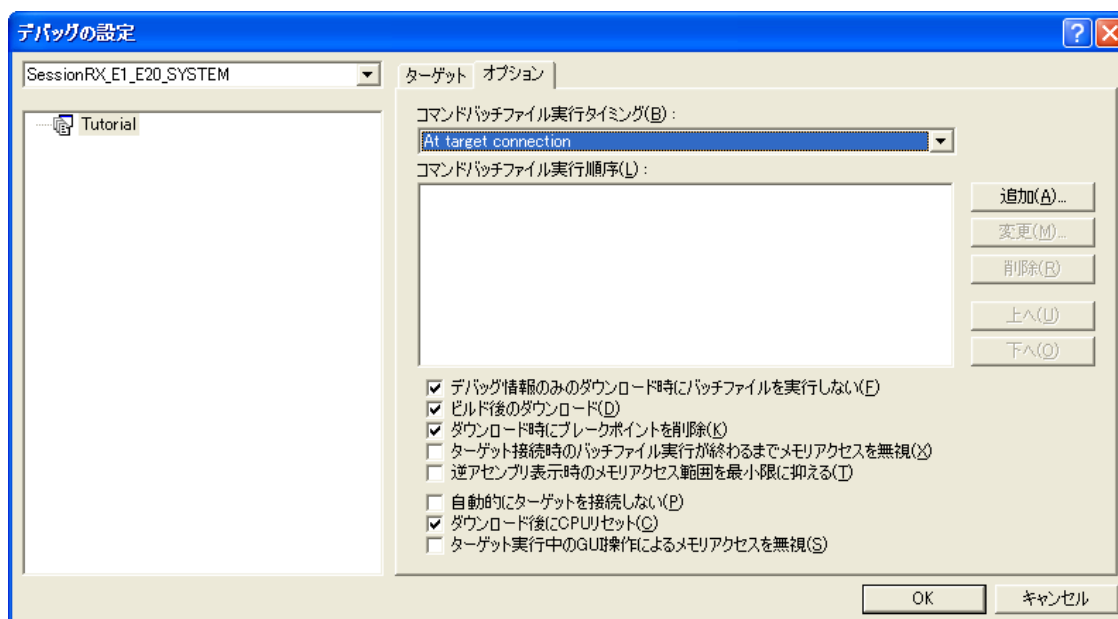 デバッグの設定
SessionRX_E1_E20_SYSTEM
Tutorial
ターゲット オプション
コマンドバッチファイル実行タイミング(B) :
At target connection
コマンドバッチファイル実行順序(L) :
追加(A)...
変更(M)...
削除(R)
上へ(U)
下へ(O)
デバッグ情報のみのダウンロード時にバッチファイルを実行しない(F)
ビルド後のダウンロード(D)
ダウンロード時にブレークポイントを削除(K)
ターゲット接続時のバッチファイル実行が終わるまでメモリアクセスを無視(X)
逆アセンブリ表示時のメモリアクセス範囲を最小限に抑える(T)
自動的にターゲットを接続しない(P)
ダウンロード後にCPUリセット(C)
ターゲット実行中のGUI操作によるメモリアクセスを無視(S)
OK キャンセル